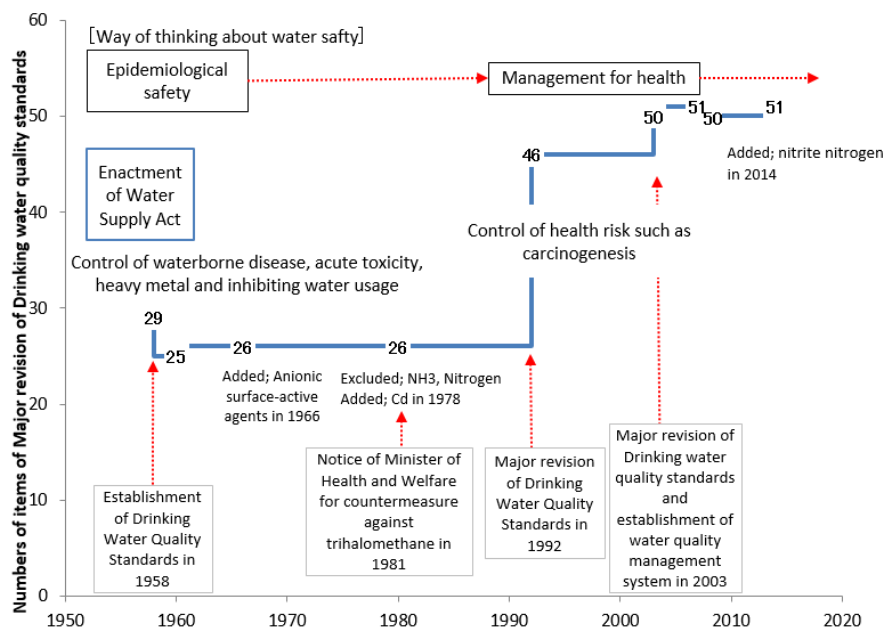 Numbers of items of Major revision of Drinking water quality standards
60
50
40
30
20
10
0
[Way of thinking about water safty]
Epidemiological
safety
Management for health
Enactment
of Water
Supply Act
Control of waterborne disease, acute toxicity,
heavy metal and inhibiting water usage
Control of health risk such as
carcinogenesis
29
25
26
26
46
50
51
50
51
Added; nitrite nitrogen
in 2014
Added; Anionic
surface-active
agents in 1966
Excluded; NH3, Nitrogen
Added; Cd in 1978
Establishment
of Drinking
Water Quality
Standards in
1958
Notice of Minister of
Health and Welfare
for countermeasure
against
trihalomethane in
1981
Major revision
of Drinking
Water Quality
Standards in
1992
Major revision of
Drinking water
quality standards
and
establishment of
water quality
management
system in 2003
1950
1960
1970
1980
1990
2000
2010
2020